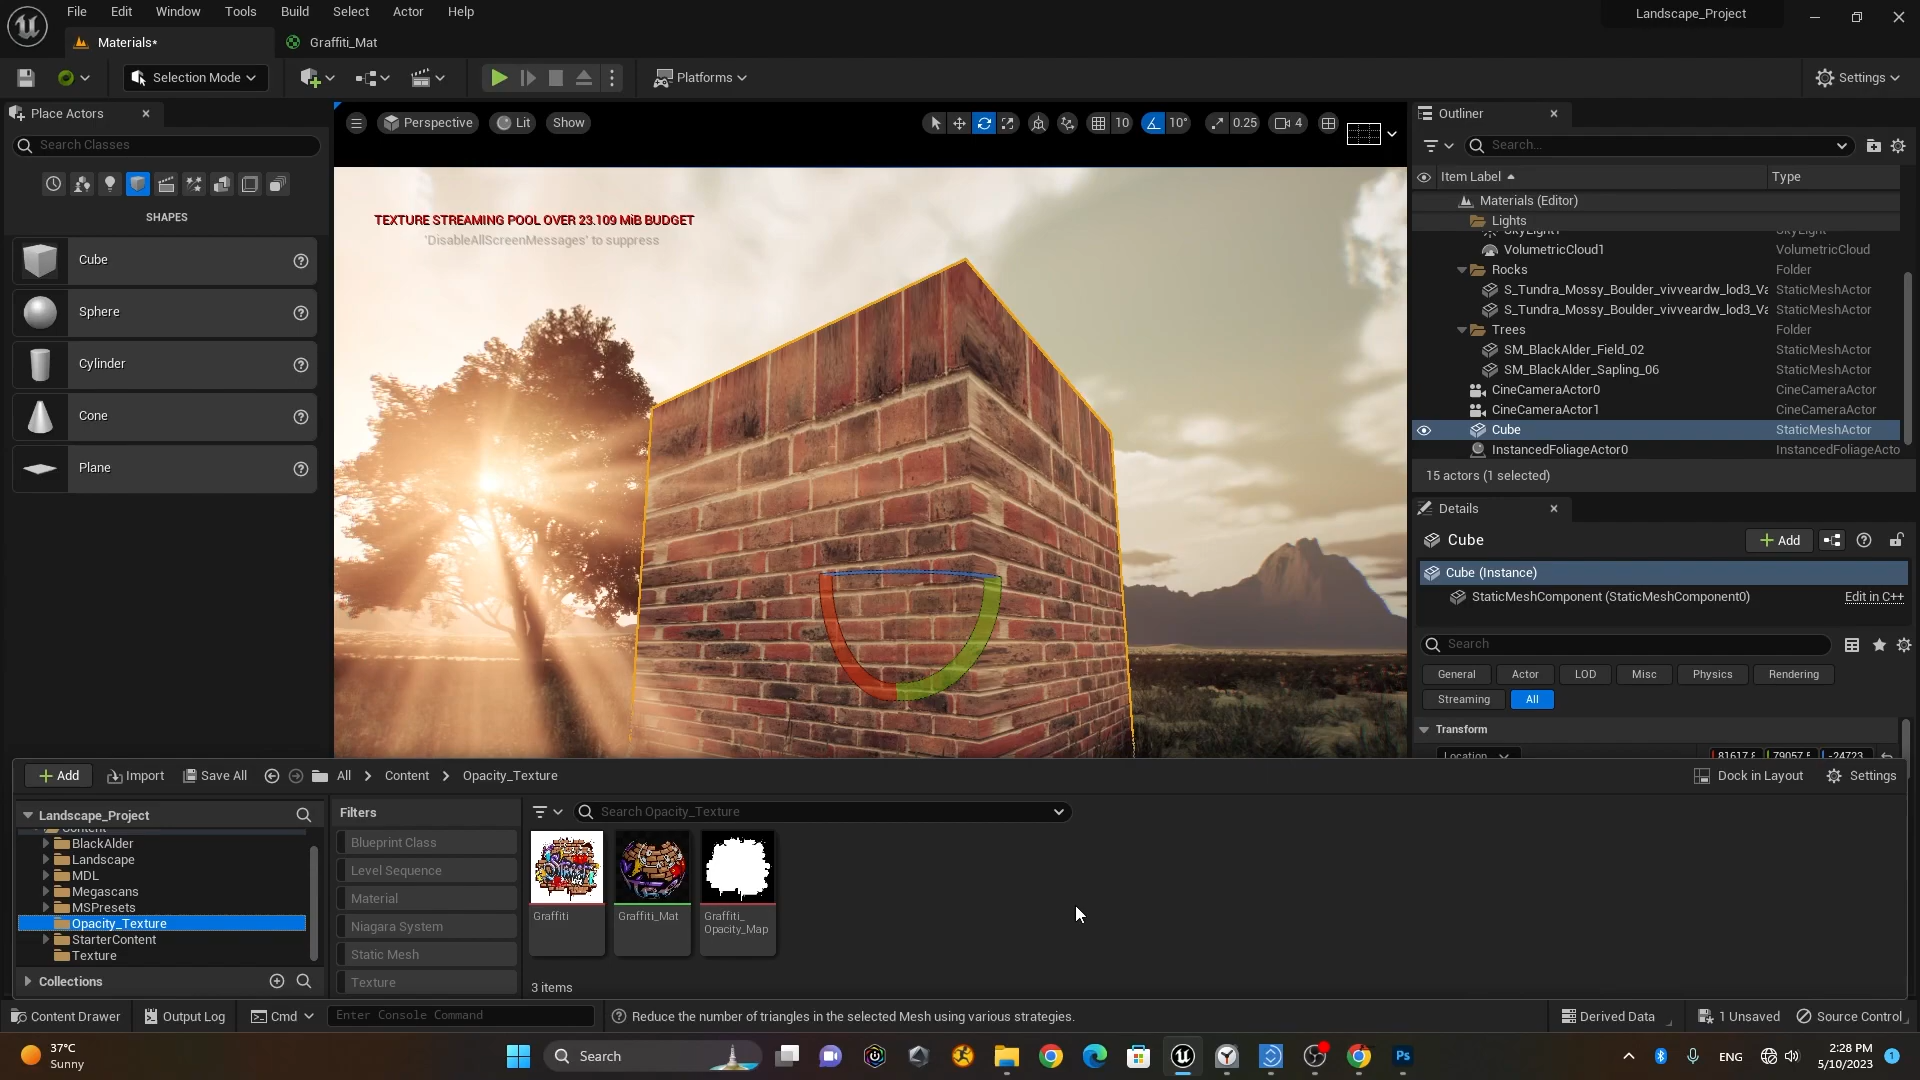 File Edit Window Tools Build Select Actor Help
Landscape_Project
Materials*
Graffiti_Mat
Selection Mode
Platforms
Settings
Place Actors
Search Classes
SHAPES
Cube
Sphere
Cylinder
Cone
Plane
Perspective
Lit
Show
10
10°
0.25
4
TEXTURE STREAMING POOL OVER 23.109 MiB BUDGET
'DisableAllScreenMessages' to suppress
Outliner
Search...
Item Label
Type
Materials (Editor)
Lights
SkyLight1
VolumetricCloud1 VolumetricCloud
Rocks Folder
S_Tundra_Mossy_Boulder_vivveardw_lod3_Va StaticMeshActor
S_Tundra_Mossy_Boulder_vivveardw_lod3_Va StaticMeshActor
Trees Folder
SM_BlackAlder_Field_02 StaticMeshActor
SM_BlackAlder_Sapling_06 StaticMeshActor
CineCameraActor0 CineCameraActor
CineCameraActor1 CineCameraActor
Cube StaticMeshActor
InstancedFoliageActor0 InstancedFoliageActo
15 actors (1 selected)
Details
Cube
Add
Cube (Instance)
StaticMeshComponent (StaticMeshComponent0)
Edit in C++
Search
General Actor LOD Misc Physics Rendering
Streaming All
Transform
Location 81617.8 79057.5 -24723
Add
Import
Save All
All
Content
Opacity_Texture
Dock in Layout
Settings
Landscape_Project
Content
BlackAlder
Landscape
MDL
Megascans
MSPresets
Opacity_Texture
StarterContent
Texture
Collections
Filters
Blueprint Class
Level Sequence
Material
Niagara System
Static Mesh
Texture
Search Opacity_Texture
Graffiti
Graffiti_Mat
Graffiti_
Opacity_Map
3 items
Content Drawer
Output Log
Cmd
Enter Console Command
Reduce the number of triangles in the selected Mesh using various strategies.
Derived Data
1 Unsaved
Source Control
37°C
Sunny
Search
Ps
ENG
2:28 PM
5/10/2023
1